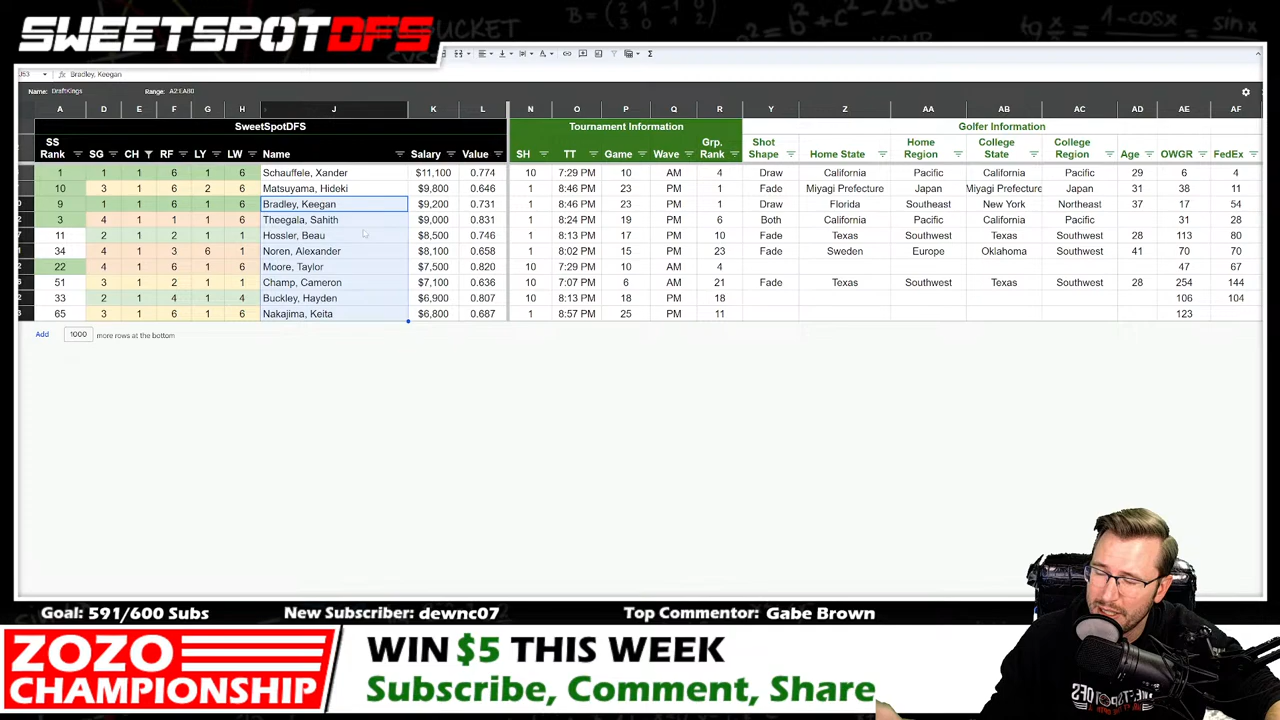 SWEETSPOTDFS
Bradley, Keegan
Name: DraftKings Range: A2:EA80
A D E F G H J K L N O P Q R Y Z AA AB AC AD AE AF
SweetSpotDFS Tournament Information Golfer Information
SS Rank SG CH RF LY LW Name Salary Value SH TT Game Wave Grp. Rank Shot Shape Home State Home Region College State College Region Age OWGR FedEx
1 1 1 6 1 6 Schauffele, Xander $11,100 0.774 10 7:29 PM 10 AM 4 Draw California Pacific California Pacific 29 6 4
10 3 1 6 2 6 Matsuyama, Hideki $9,800 0.646 1 8:46 PM 23 PM 1 Fade Miyagi Prefecture Japan Miyagi Prefecture Japan 31 38 11
9 1 1 6 1 6 Bradley, Keegan $9,200 0.731 1 8:46 PM 23 PM 1 Draw Florida Southeast New York Northeast 37 17 54
3 4 1 1 1 6 Theegala, Sahith $9,000 0.831 1 8:24 PM 19 PM 6 Both California Pacific California Pacific 31 28
11 2 1 2 1 1 Hossler, Beau $8,500 0.746 1 8:13 PM 17 PM 10 Fade Texas Southwest Texas Southwest 28 113 80
34 4 1 3 6 1 Noren, Alexander $8,100 0.658 1 8:02 PM 15 PM 23 Fade Sweden Europe Oklahoma Southwest 41 70 70
22 4 1 6 1 6 Moore, Taylor $7,500 0.820 10 7:29 PM 10 AM 4 47 67
51 3 1 2 1 2 Champ, Cameron $7,100 0.636 10 7:07 PM 6 AM 21 Fade Texas Southwest Texas Southwest 28 254 144
33 2 1 4 1 4 Buckley, Hayden $6,900 0.807 10 8:13 PM 18 PM 18 106 104
65 3 1 6 1 6 Nakajima, Keita $6,800 0.687 1 8:57 PM 25 PM 11 123
Add 1000 more rows at the bottom
Goal: 591/600 Subs New Subscriber: dewnc07 Top Commentor: Gabe Brown
ZOZO
CHAMPIONSHIP
WIN $5 THIS WEEK
Subscribe, Comment, Share